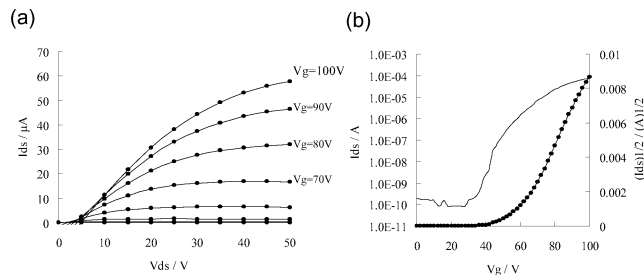 (a)
(b)
70
60
50
40
30
20
10
0
Ids / µA
Vg=100V
Vg=90V
Vg=80V
Vg=70V
0 10 20 30 40 50
Vds / V
1.0E-03
1.0E-04
1.0E-05
1.0E-06
1.0E-07
1.0E-08
1.0E-09
1.0E-10
1.0E-11
Ids / A
0 20 40 60 80 100
Vg / V
0.01
0.008
0.006
0.004
0.002
0
(Ids)1/2 / (A)1/2